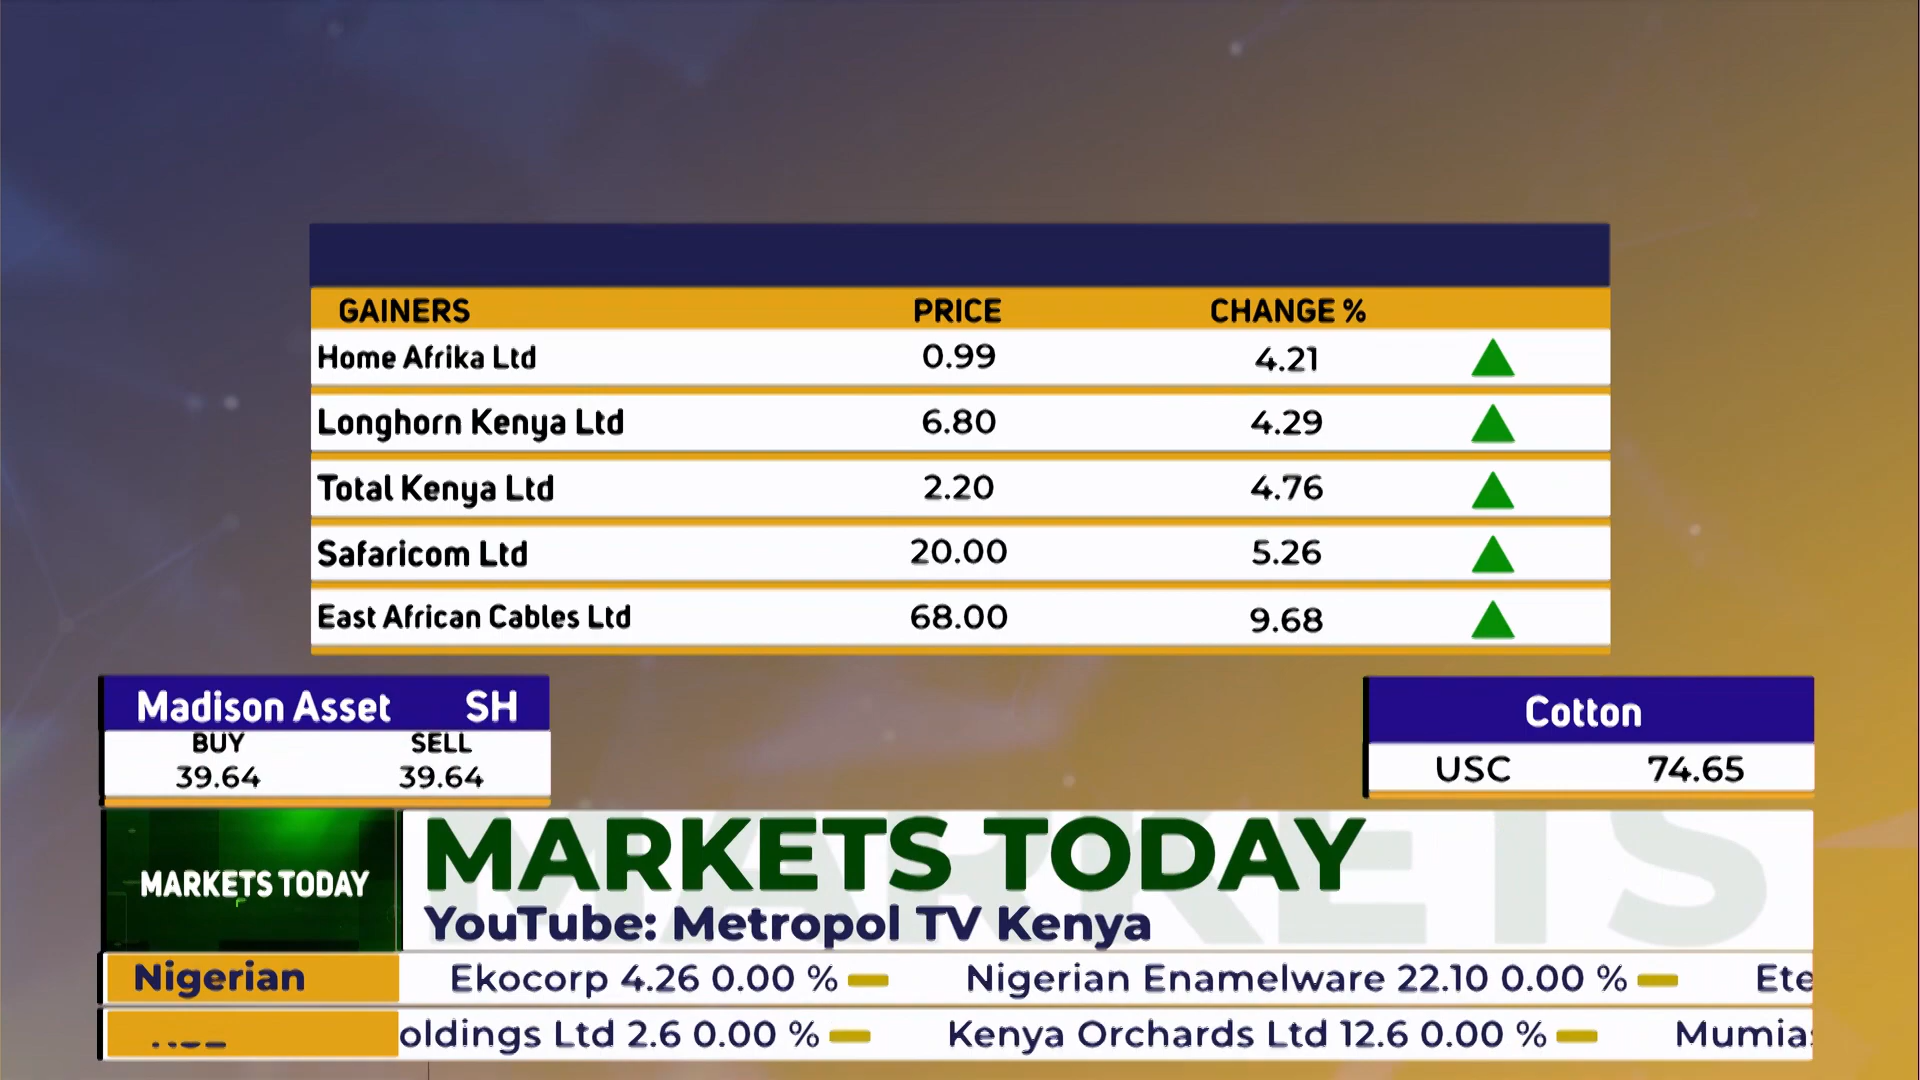 GAINERS PRICE CHANGE %
Home Afrika Ltd 0.99 4.21
Longhorn Kenya Ltd 6.80 4.29
Total Kenya Ltd 2.20 4.76
Safaricom Ltd 20.00 5.26
East African Cables Ltd 68.00 9.68
Madison Asset SH
BUY SELL
39.64 39.64
Cotton
USC 74.65
MARKETS TODAY
MARKETS TODAY
YouTube: Metropol TV Kenya
MARKETS
Nigerian Ekocorp 4.26 0.00 % Nigerian Enamelware 22.10 0.00 % Ete
oldings Ltd 2.6 0.00 % Kenya Orchards Ltd 12.6 0.00 % Mumia